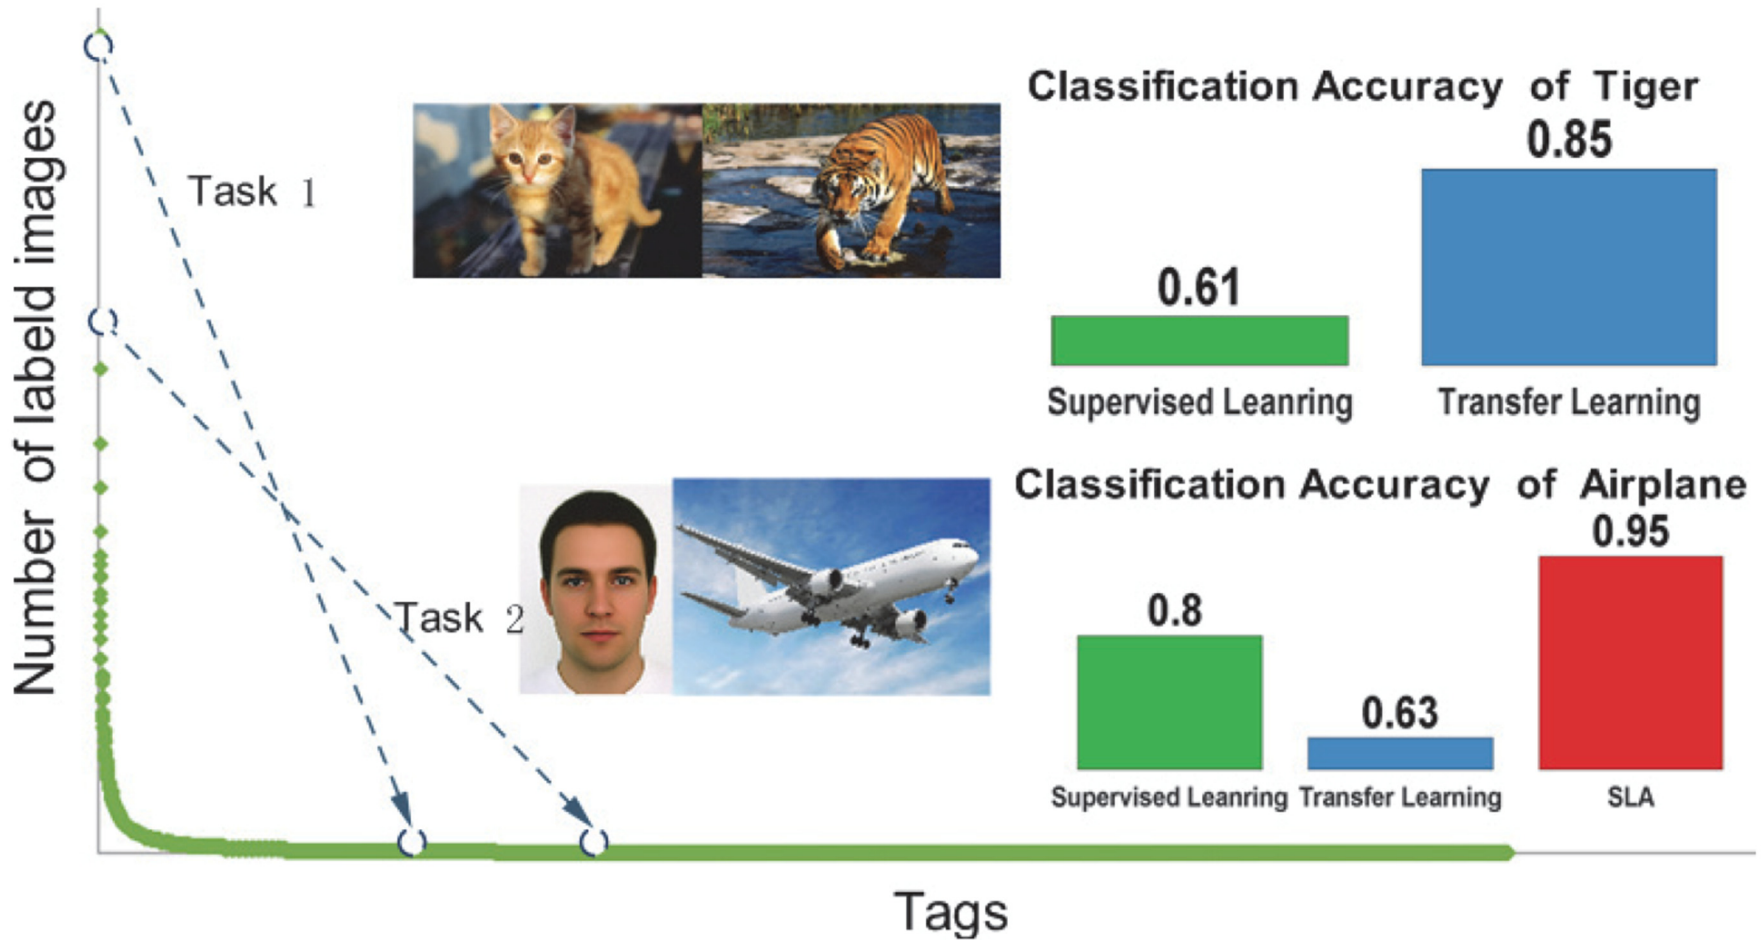 Number of labeld images
Task 1
Classification Accuracy of Tiger
0.85
0.61
Supervised Leanring
Transfer Learning
Task 2
Classification Accuracy of Airplane
0.95
0.8
0.63
Supervised Leanring
Transfer Learning
SLA
Tags